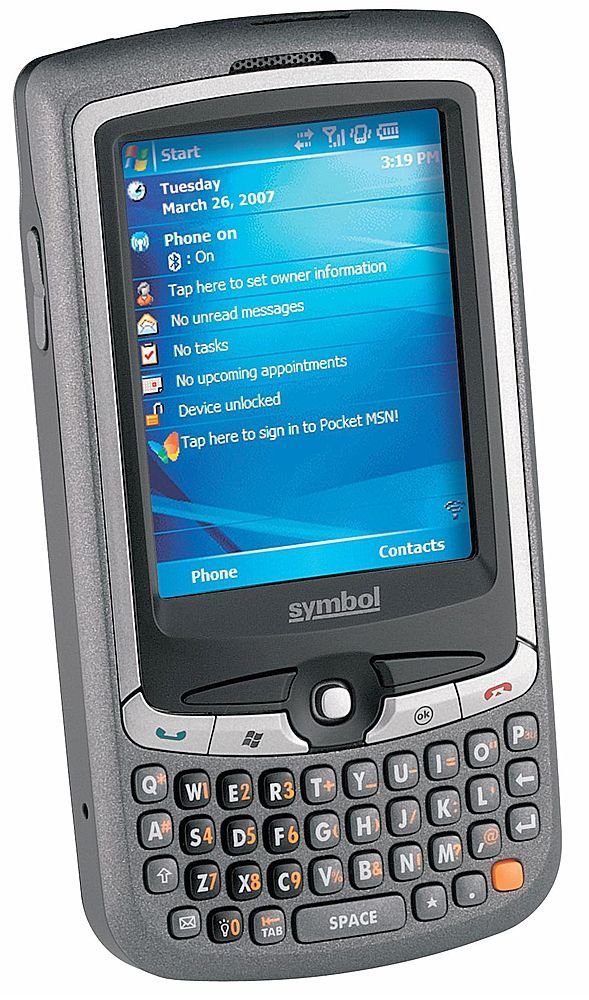 Start
3:19 PM
Tuesday
March 26, 2007
Phone on
: On
Tap here to set owner information
No unread messages
No tasks
No upcoming appointments
Device unlocked
Tap here to sign in to Pocket MSN!
Phone Contacts
symbol
ok
Q* W1 E2 R3 T+ Y_ U- I= O" P
A# S4 D5 F6 G( H) J/ K: L'
Z7 X8 C9 V% B& N! M? ,@
0 TAB SPACE * .